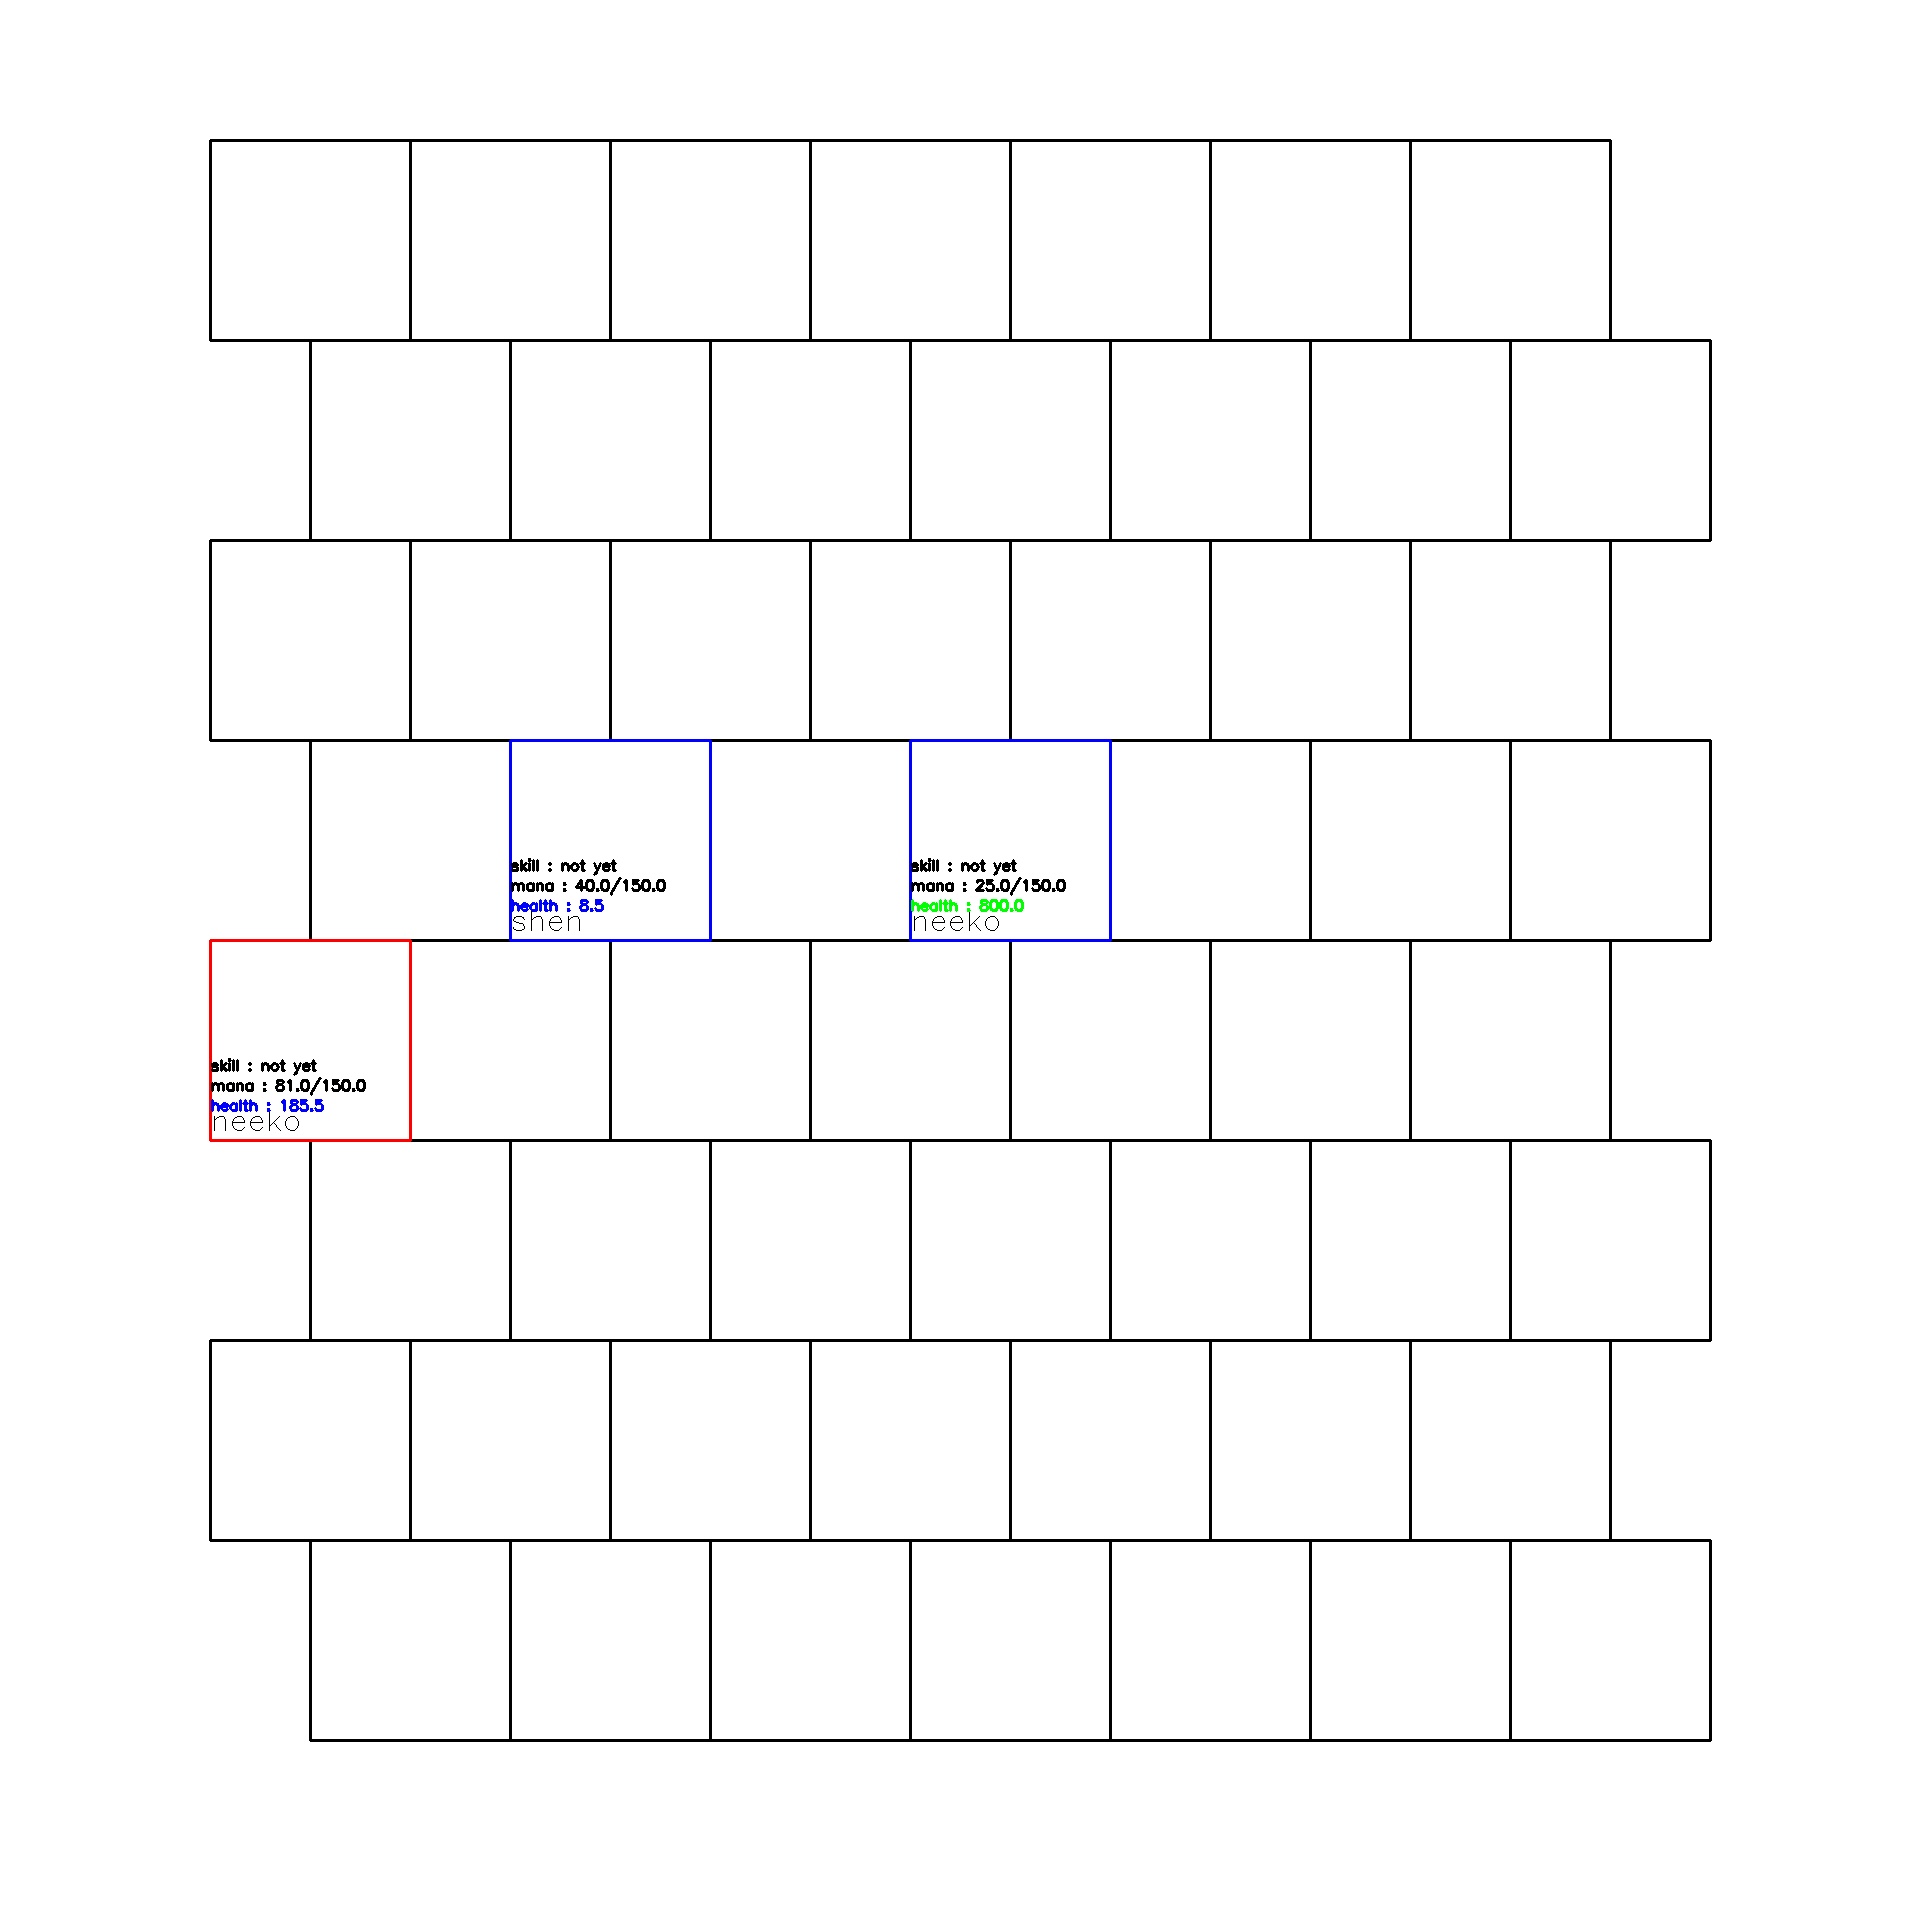 skill : not yet
mana : 40.0/150.0
health : 8.5
shen
skill : not yet
mana : 25.0/150.0
health : 800.0
neeko
skill : not yet
mana : 81.0/150.0
health : 185.5
neeko